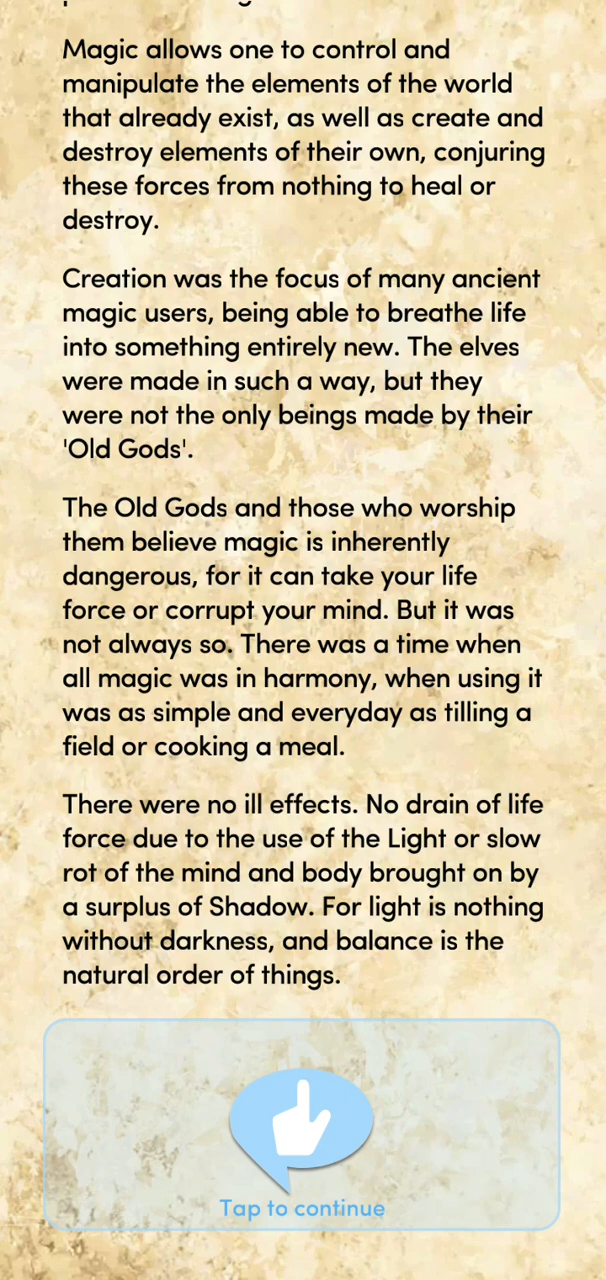 Magic allows one to control and
manipulate the elements of the world
that already exist, as well as create and
destroy elements of their own, conjuring
these forces from nothing to heal or
destroy.
Creation was the focus of many ancient
magic users, being able to breathe life
into something entirely new. The elves
were made in such a way, but they
were not the only beings made by their
'Old Gods'.
The Old Gods and those who worship
them believe magic is inherently
dangerous, for it can take your life
force or corrupt your mind. But it was
not always so. There was a time when
all magic was in harmony, when using it
was as simple and everyday as tilling a
field or cooking a meal.
There were no ill effects. No drain of life
force due to the use of the Light or slow
rot of the mind and body brought on by
a surplus of Shadow. For light is nothing
without darkness, and balance is the
natural order of things.
Tap to continue